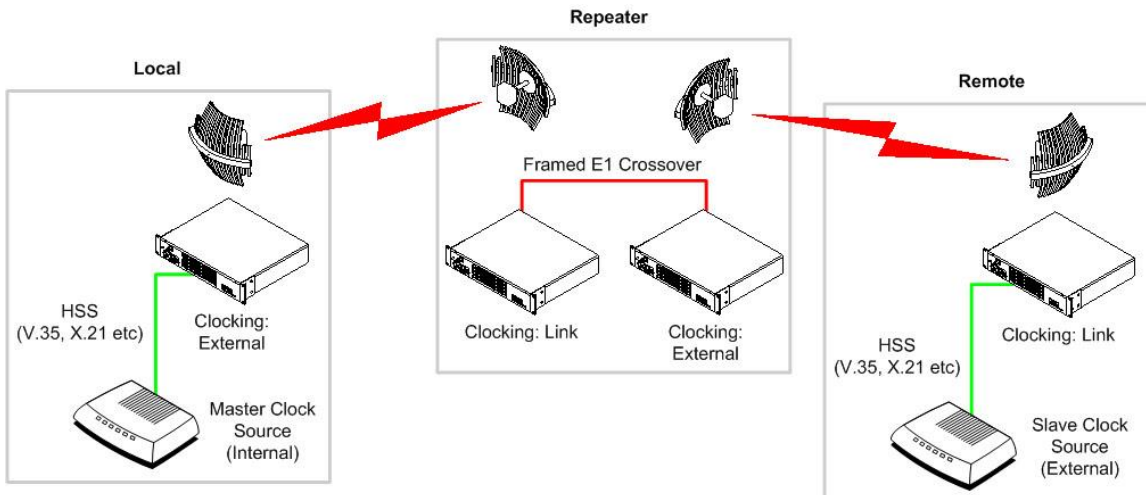 Repeater
Local
Remote
Framed E1 Crossover
HSS
(V.35, X.21 etc)
Clocking:
External
Clocking: Link
Clocking:
External
HSS
(V.35, X.21 etc)
Clocking: Link
Master Clock
Source
(Internal)
Slave Clock
Source
(External)